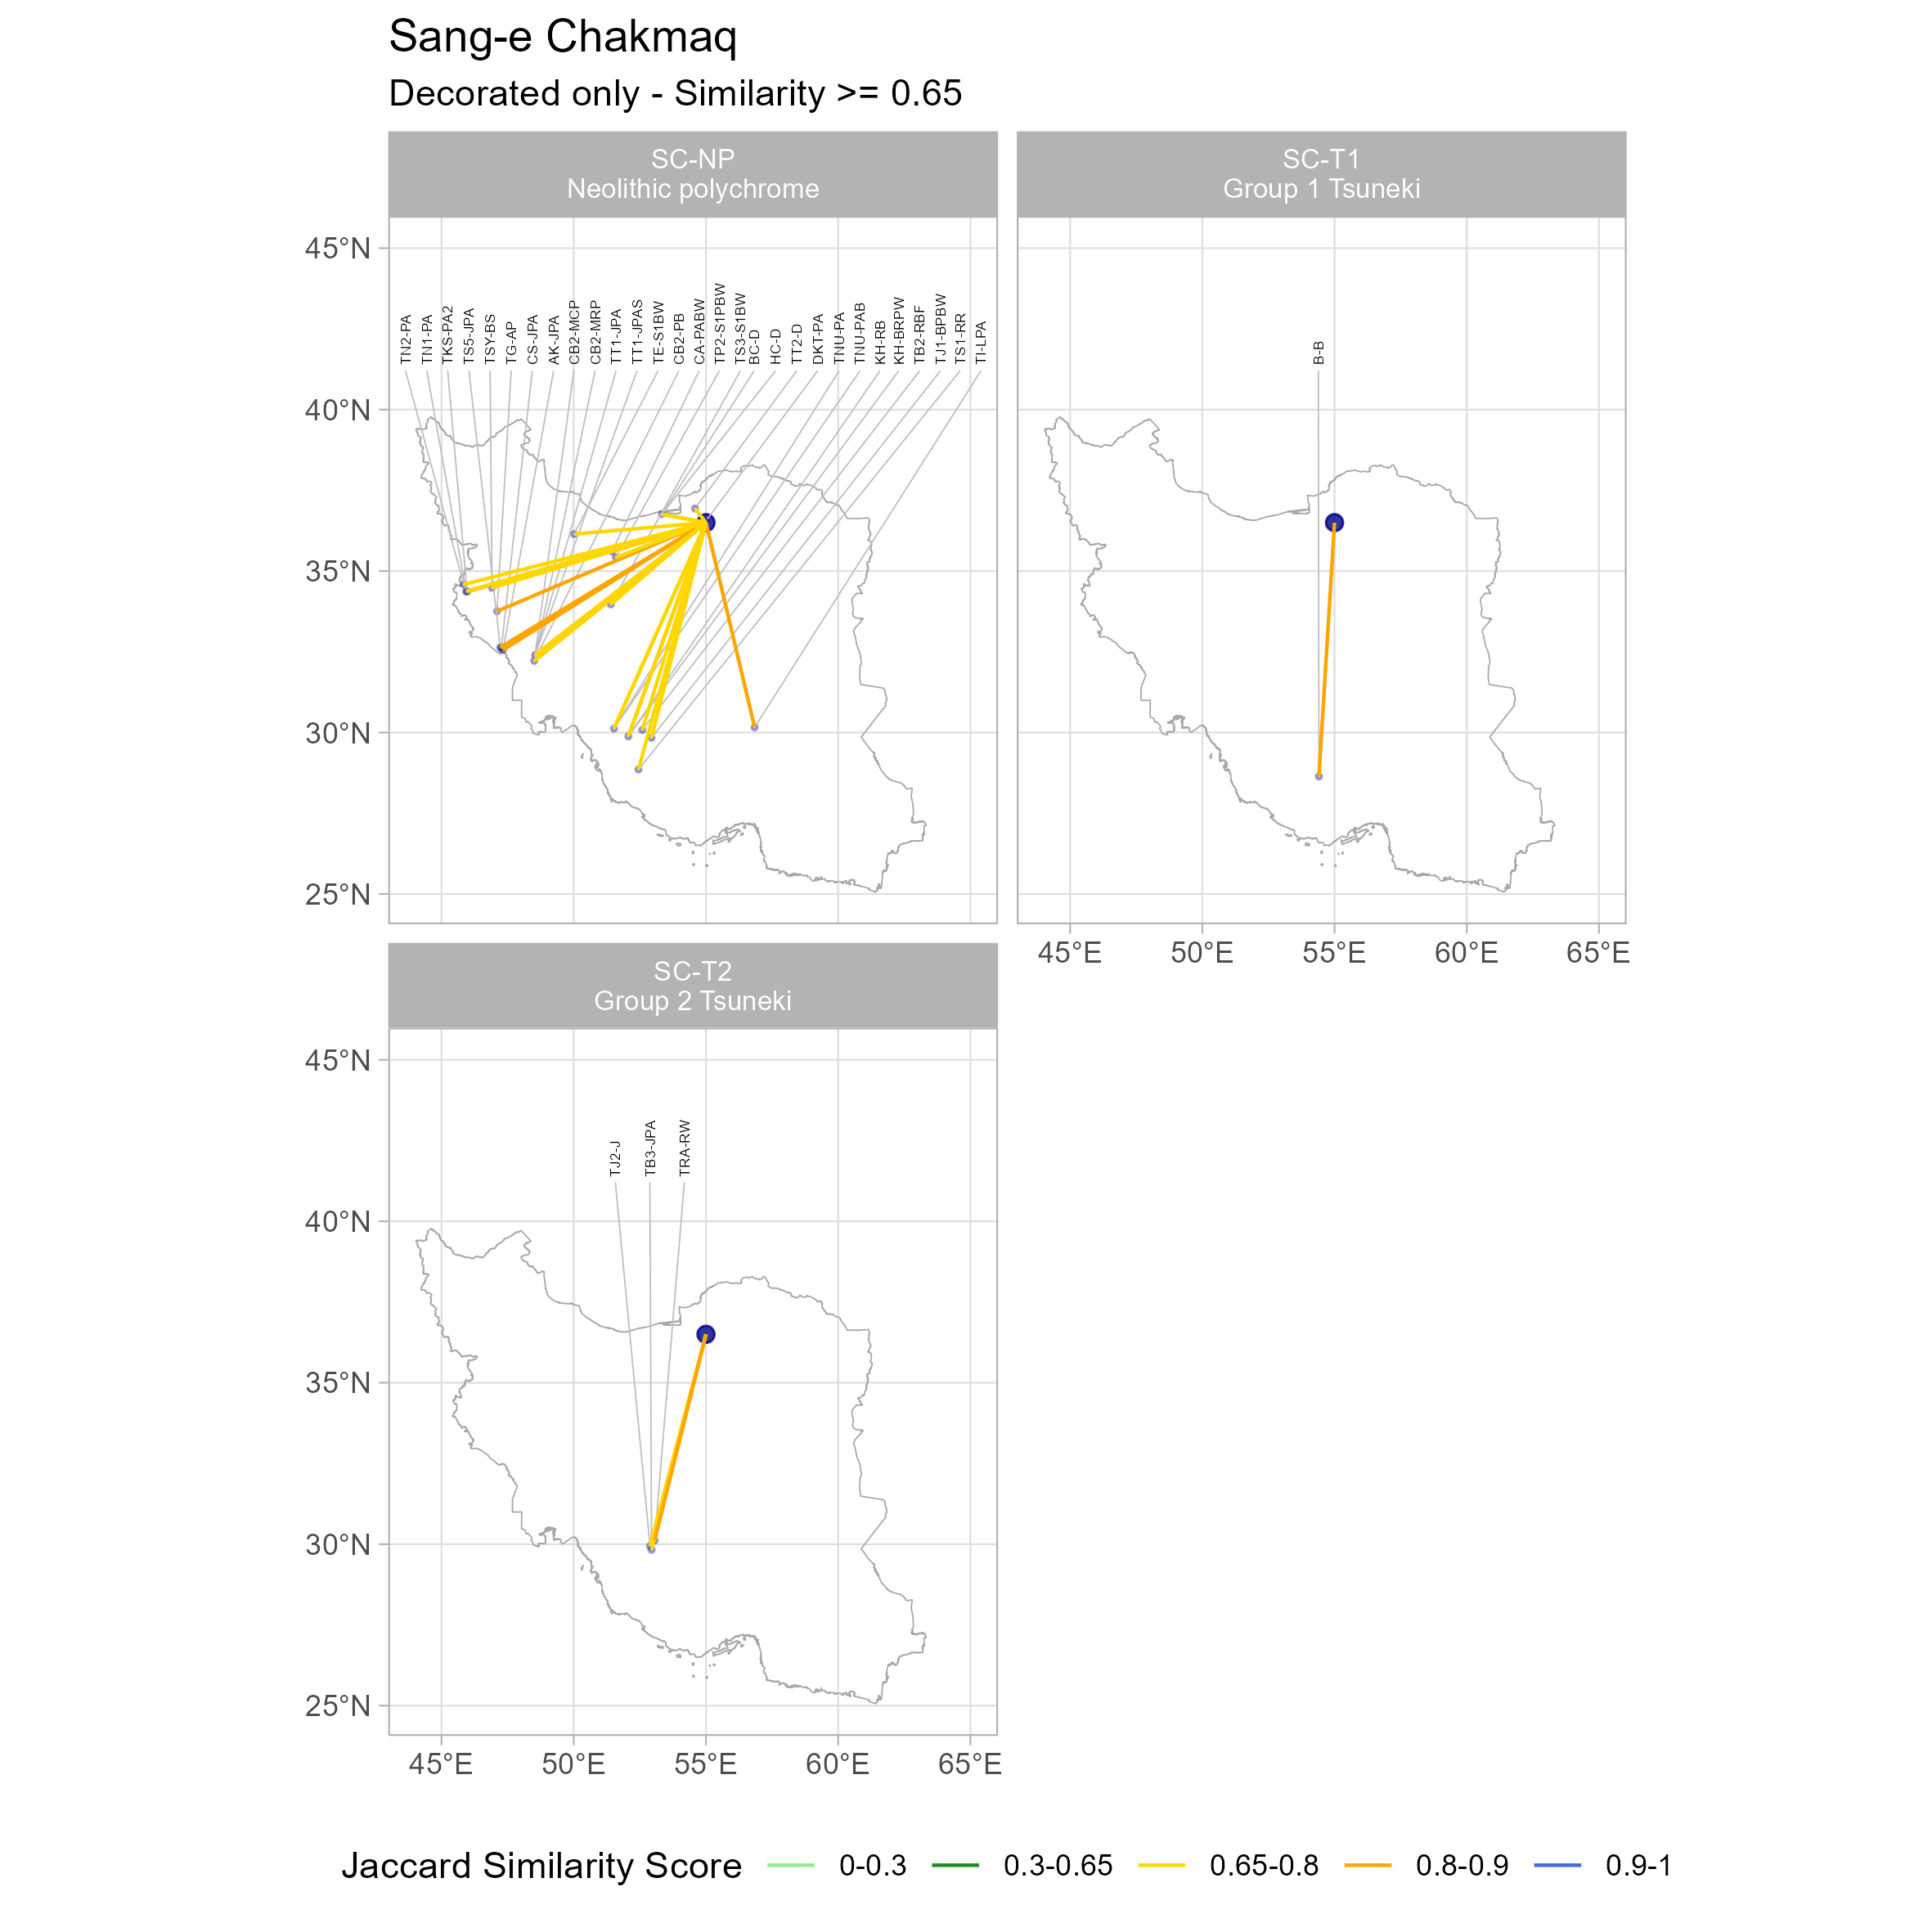 Sang-e Chakmaq
Decorated only - Similarity >= 0.65
SC-NP
Neolithic polychrome
SC-T1
Group 1 Tsuneki
45°N
40°N
35°N
30°N
25°N
TN2-PA
TN1-PA
TKS-PA2
TS5-JPA
TSY-BS
TG-AP
CS-JPA
AK-JPA
CB2-MCP
CB2-MRP
TT1-JPA
TT1-JPAS
TE-S1BW
CB2-PB
CA-PABW
TP2-S1PBW
TS3-S1BW
BC-D
HC-D
TT2-D
DKT-PA
TNU-PA
TNU-PAB
KH-RB
KH-BRPW
TB2-RBF
TJ1-BPBW
TS1-RR
TI-LPA
B-B
45°E 50°E 55°E 60°E 65°E
SC-T2
Group 2 Tsuneki
45°N
40°N
35°N
30°N
25°N
TJ2-J
TB3-JPA
TRA-RW
45°E 50°E 55°E 60°E 65°E
Jaccard Similarity Score 0-0.3 0.3-0.65 0.65-0.8 0.8-0.9 0.9-1